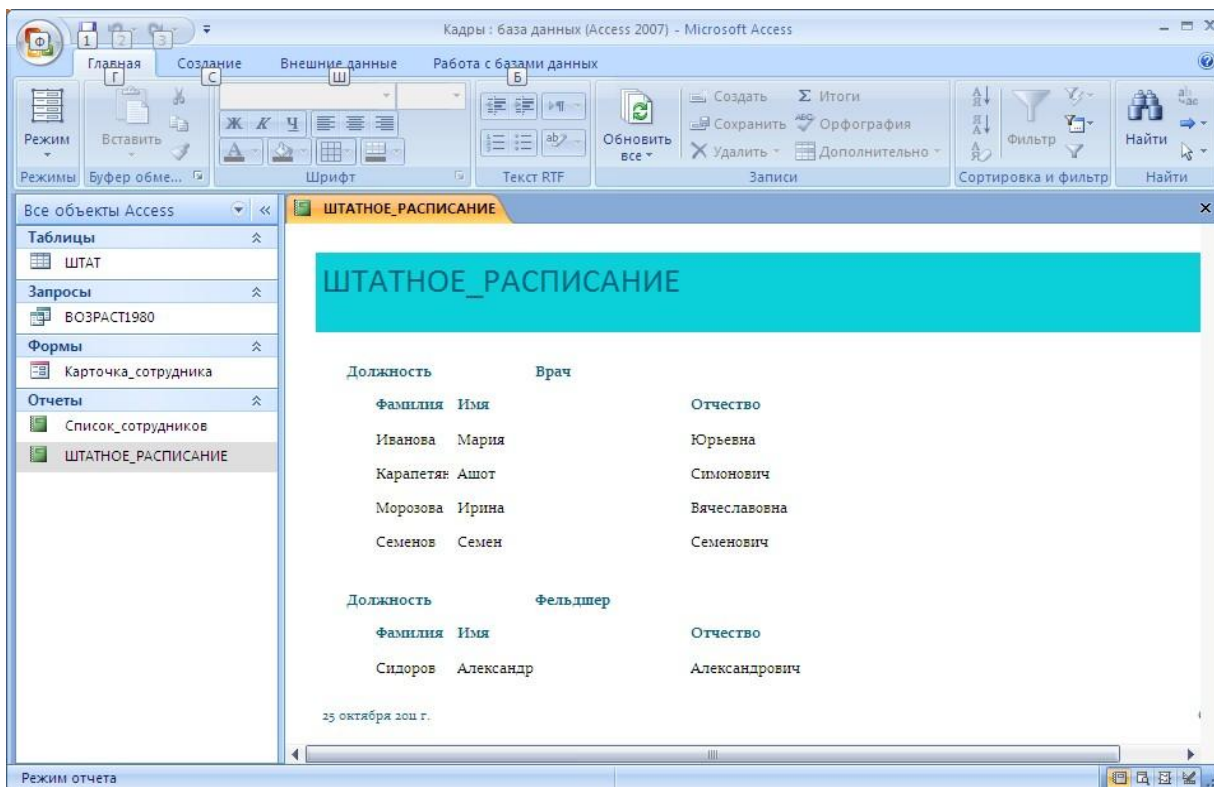 Кадры : база данных (Access 2007) - Microsoft Access
Ф 1 2 3
Главная Создание Внешние данные Работа с базами данных
Г С Ш Б
Режим
Вставить
Ж К Ч
Обновить все
Создать
Сохранить
Удалить
Итоги
Орфография
Дополнительно
Фильтр
Найти
Режимы Буфер обме... Шрифт Текст RTF Записи Сортировка и фильтр Найти
Все объекты Access
Таблицы
ШТАТ
Запросы
ВОЗРАСТ1980
Формы
Карточка_сотрудника
Отчеты
Список_сотрудников
ШТАТНОЕ_РАСПИСАНИЕ
ШТАТНОЕ_РАСПИСАНИЕ
ШТАТНОЕ_РАСПИСАНИЕ
Должность Врач
Фамилия Имя Отчество
Иванова Мария Юрьевна
Карапетян Ашот Симонович
Морозова Ирина Вячеславовна
Семенов Семен Семенович
Должность Фельдшер
Фамилия Имя Отчество
Сидоров Александр Александрович
25 октября 2011 г.
Режим отчета